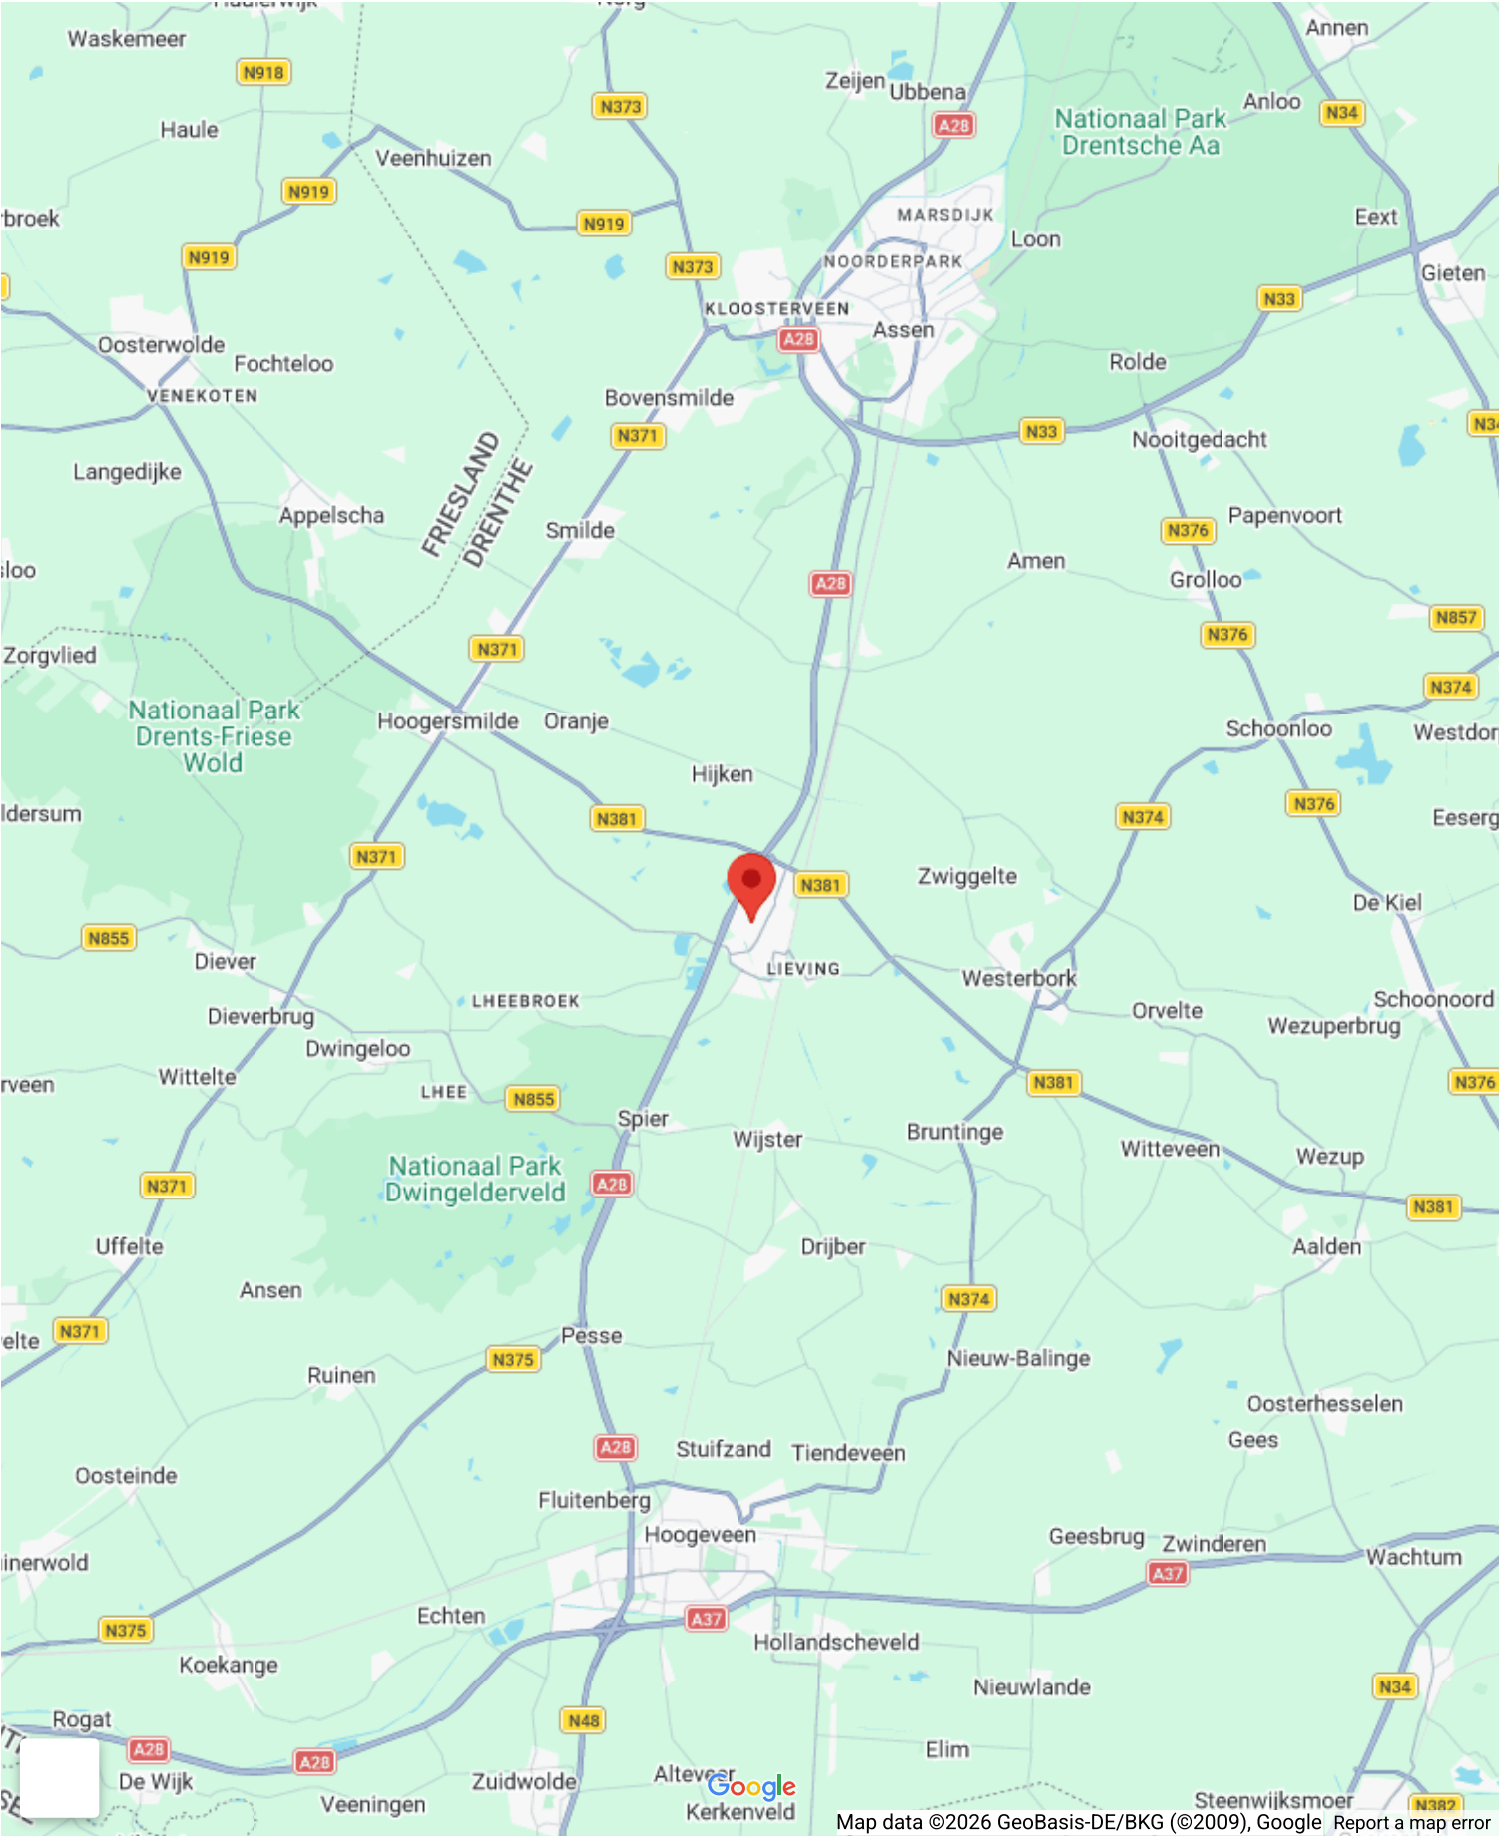 Waskemeer
Annen
N918
Zeijen
Ubbena
N373
Anloo
N34
Nationaal Park
Drentsche Aa
A28
Haule
Veenhuizen
N919
N919
MARSDIJK
Eext
Loon
N919
N373
NOORDERPARK
Gieten
N33
KLOOSTERVEEN
Assen
A28
Oosterwolde
Fochteloo
Rolde
VENEKOTEN
Bovensmilde
N371
N33
Nooitgedacht
Langedijke
FRIESLAND
DRENTHE
Appelscha
Smilde
N376
Papenvoort
Amen
A28
Grolloo
N857
N376
N371
Zorgvlied
N374
Nationaal Park
Drents-Friese
Wold
Hoogersmilde
Oranje
Schoonloo
Hijken
N376
N381
N374
N371
Zwiggelte
N381
De Kiel
N855
Diever
LIEVING
Westerbork
LHEEBROEK
Schoonoord
Dieverbrug
Orvelte
Wezuperbrug
Dwingeloo
Wittelte
LHEE
N855
N381
N376
Spier
Wijster
Bruntinge
Witteveen
Wezup
Nationaal Park
Dwingelderveld
A28
N371
N381
Uffelte
Drijber
Aalden
Ansen
N374
N371
Pesse
N375
Nieuw-Balinge
Ruinen
Oosterhesselen
A28
Stuifzand
Tiendeveen
Gees
Oosteinde
Fluitenberg
Hoogeveen
Geesbrug
Zwinderen
Wachtum
A37
Echten
A37
N375
Hollandscheveld
Koekange
Nieuwlande
N34
Rogat
N48
A28
A28
Elim
De Wijk
Zuidwolde
Alteveer
Google
Veeningen
Kerkenveld
Steenwijksmoer
N382
Map data ©2026 GeoBasis-DE/BKG (©2009), Google
Report a map error